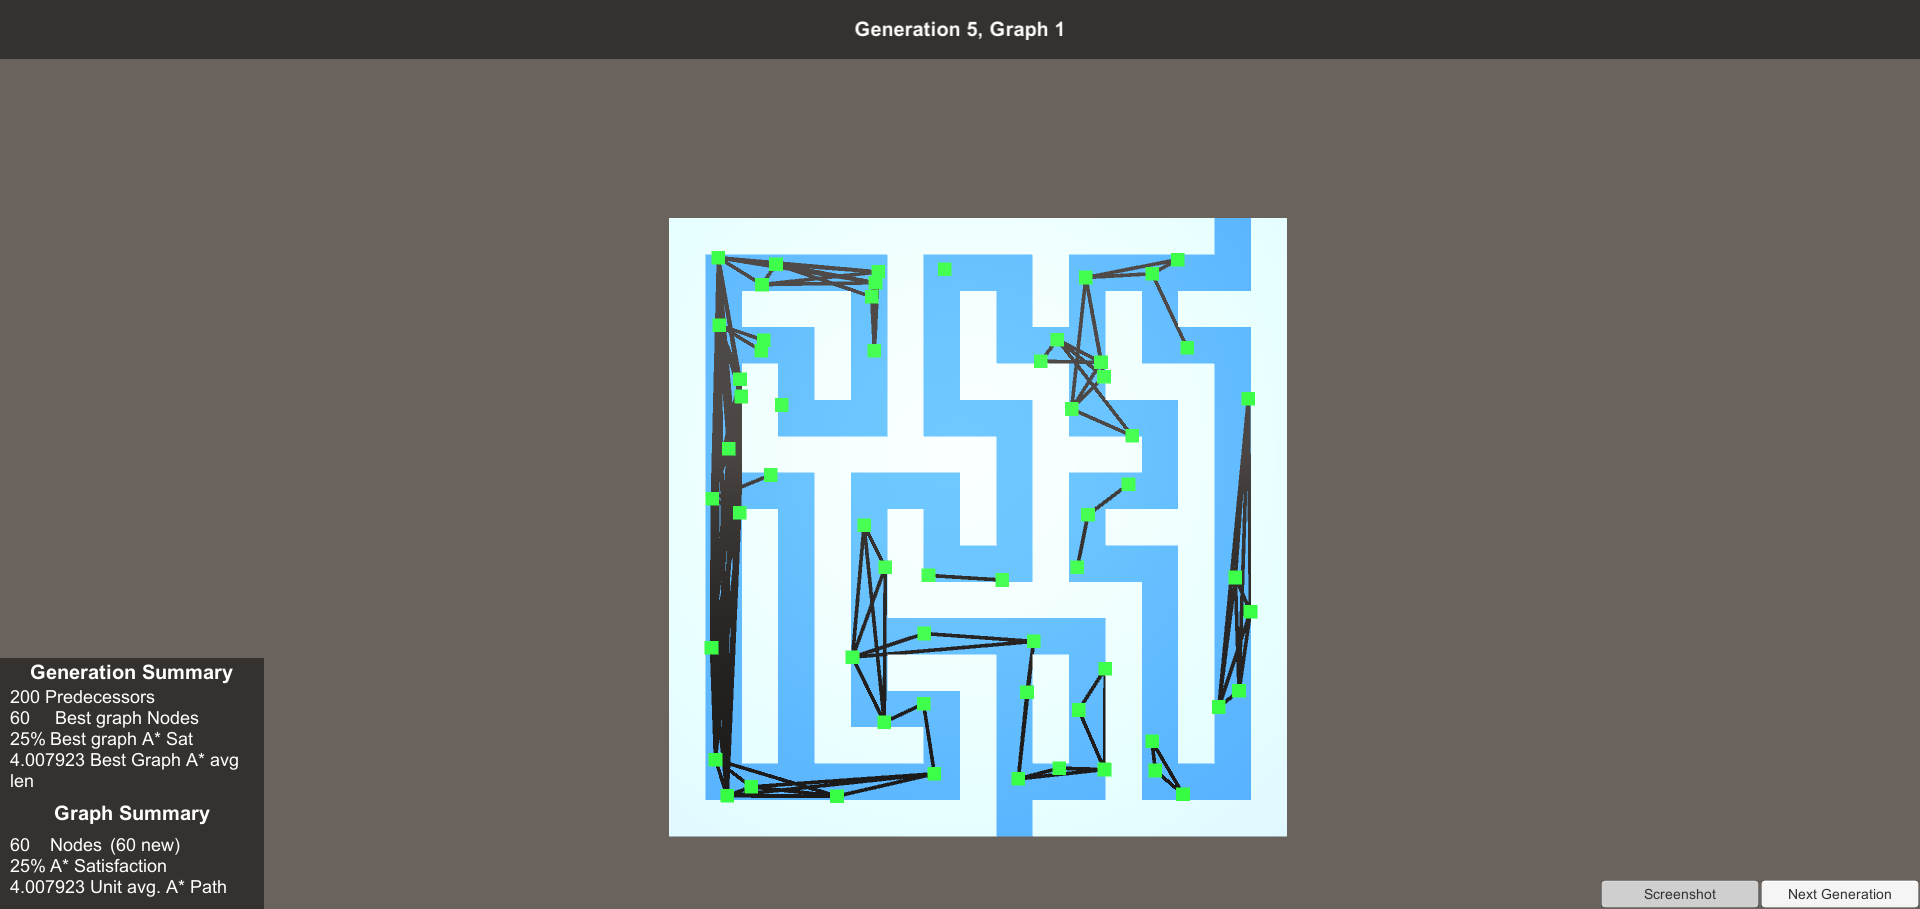 Generation 5, Graph 1
Generation Summary
200 Predecessors
60 Best graph Nodes
25% Best graph A* Sat
4.007923 Best Graph A* avg
len
Graph Summary
60 Nodes (60 new)
25% A* Satisfaction
4.007923 Unit avg. A* Path
Screenshot
Next Generation